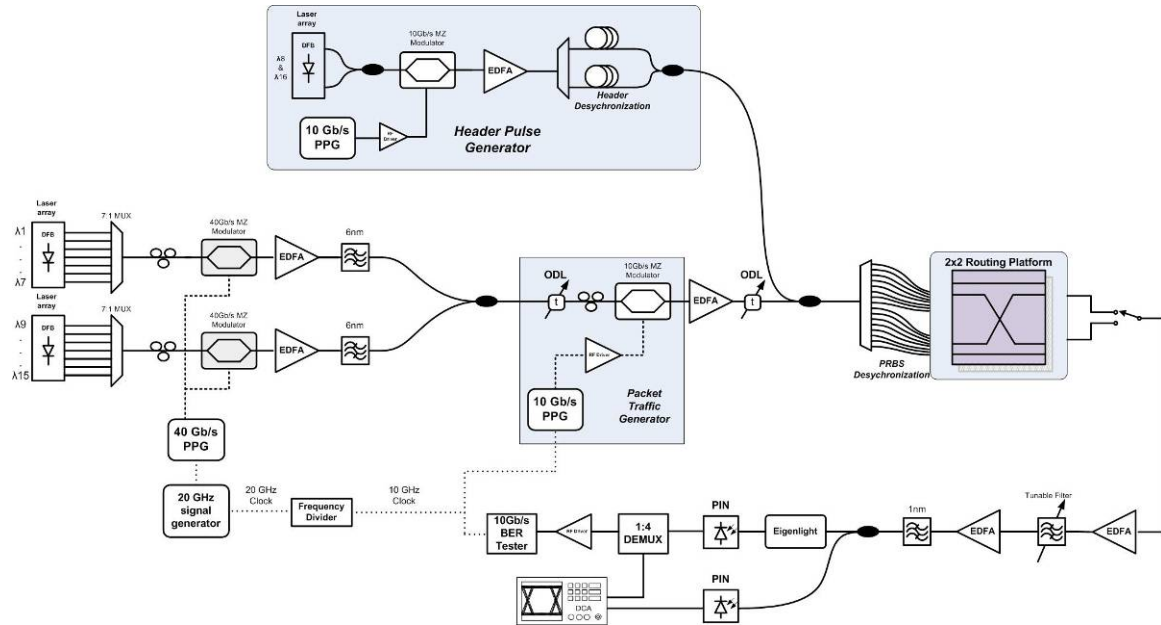 Laser
array
DFB
λ8
&
λ16
10Gb/s MZ
Modulator
EDFA
Header
Desychronization
10 Gb/s
PPG
RF
Driver
Header Pulse
Generator
Laser
array
7:1 MUX
λ1
.
.
.
λ7
DFB
40Gb/s MZ
Modulator
EDFA
6nm
Laser
array
7:1 MUX
λ9
.
.
.
λ15
DFB
40Gb/s MZ
Modulator
EDFA
6nm
ODL
t
10Gb/s MZ
Modulator
RF Driver
10 Gb/s
PPG
Packet
Traffic
Generator
EDFA
ODL
t
PRBS
Desychronization
2x2 Routing Platform
40 Gb/s
PPG
20 GHz
signal
generator
20 GHz
Clock
Frequency
Divider
10 GHz
Clock
10Gb/s
BER
Tester
RF Driver
1:4
DEMUX
PIN
Eigenlight
1nm
EDFA
Tunable Filter
EDFA
DCA
PIN